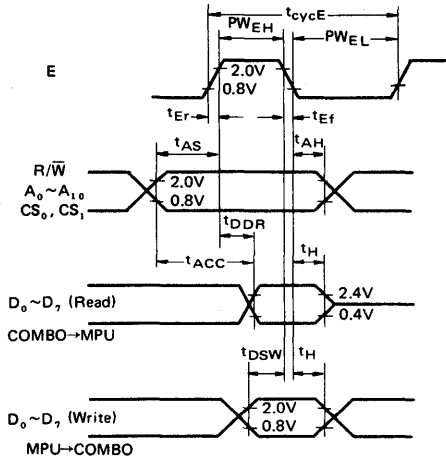 t_cycE
PW_EH
PW_EL
E
2.0V
0.8V
t_Er
t_Ef
t_AS
t_AH
R/W̅
A₀~A₁₀
CS₀, CS₁
2.0V
0.8V
t_DDR
t_ACC
t_H
D₀~D₇ (Read)
COMBO→MPU
2.4V
0.4V
t_DSW
t_H
D₀~D₇ (Write)
MPU→COMBO
2.0V
0.8V